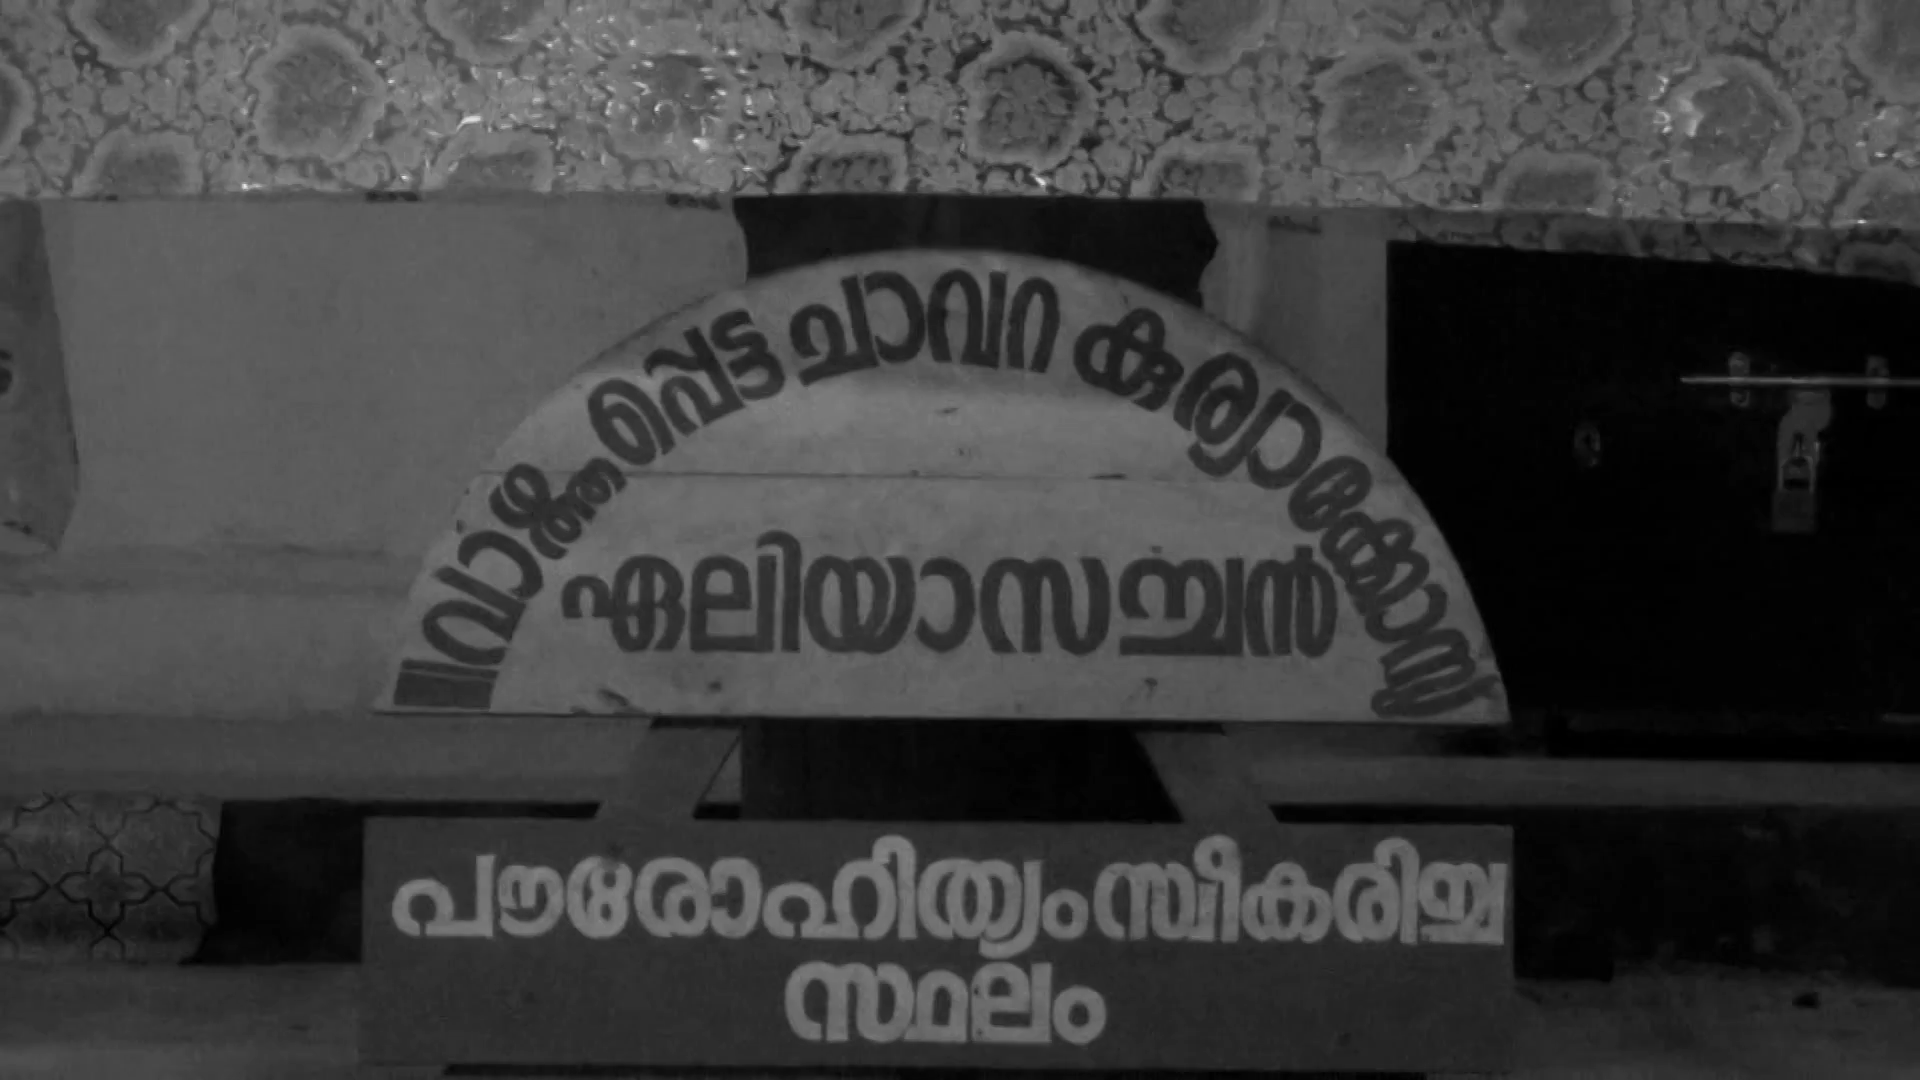 വാഴ്ത്തപ്പെട്ട ചാവറ കുര്യാക്കോസ്
ഏലിയാസച്ചൻ
പൗരോഹിത്യം സ്വീകരിച്ച
സ്ഥലം